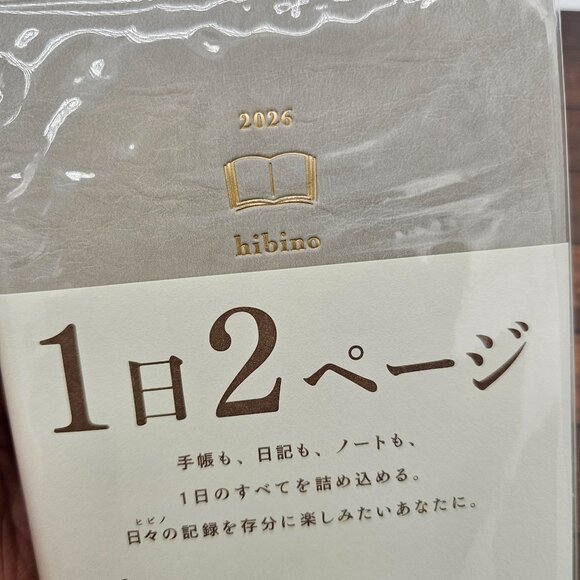 2026
hibino
1日2ページ
手帳も、日記も、ノートも、
1日のすべてを詰め込める。
ヒビノ
日々の記録を存分に楽しみたいあなたに。